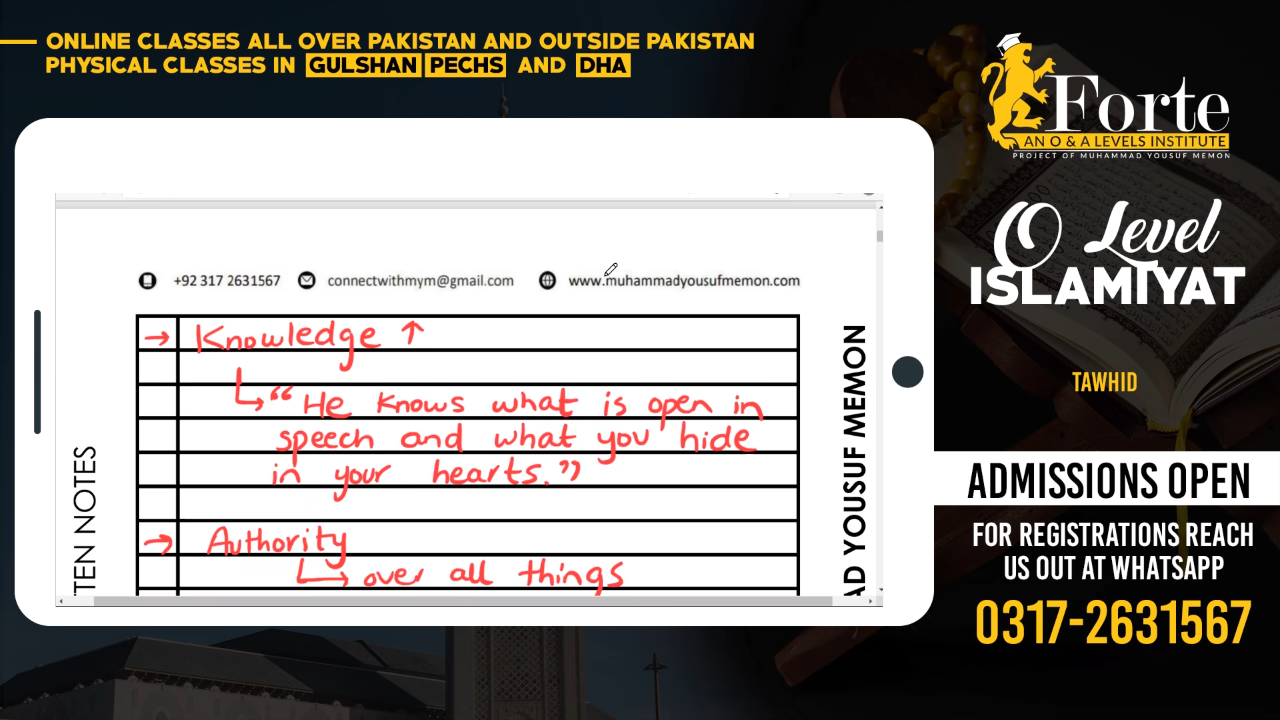 ONLINE CLASSES ALL OVER PAKISTAN AND OUTSIDE PAKISTAN
PHYSICAL CLASSES IN GULSHAN PECHS AND DHA
Forte
AN O & A LEVELS INSTITUTE
PROJECT OF MUHAMMAD YOUSUF MEMON
O Level
ISLAMIYAT
TAWHID
ADMISSIONS OPEN
FOR REGISTRATIONS REACH
US OUT AT WHATSAPP
0317-2631567
+92 317 2631567 connectwithmym@gmail.com www.muhammadyousufmemon.com
→ Knowledge ↑
↳ “He knows what is open in
speech and what you hide
in your hearts.”
→ Authority
↳ over all things
TEN NOTES
AD YOUSUF MEMON